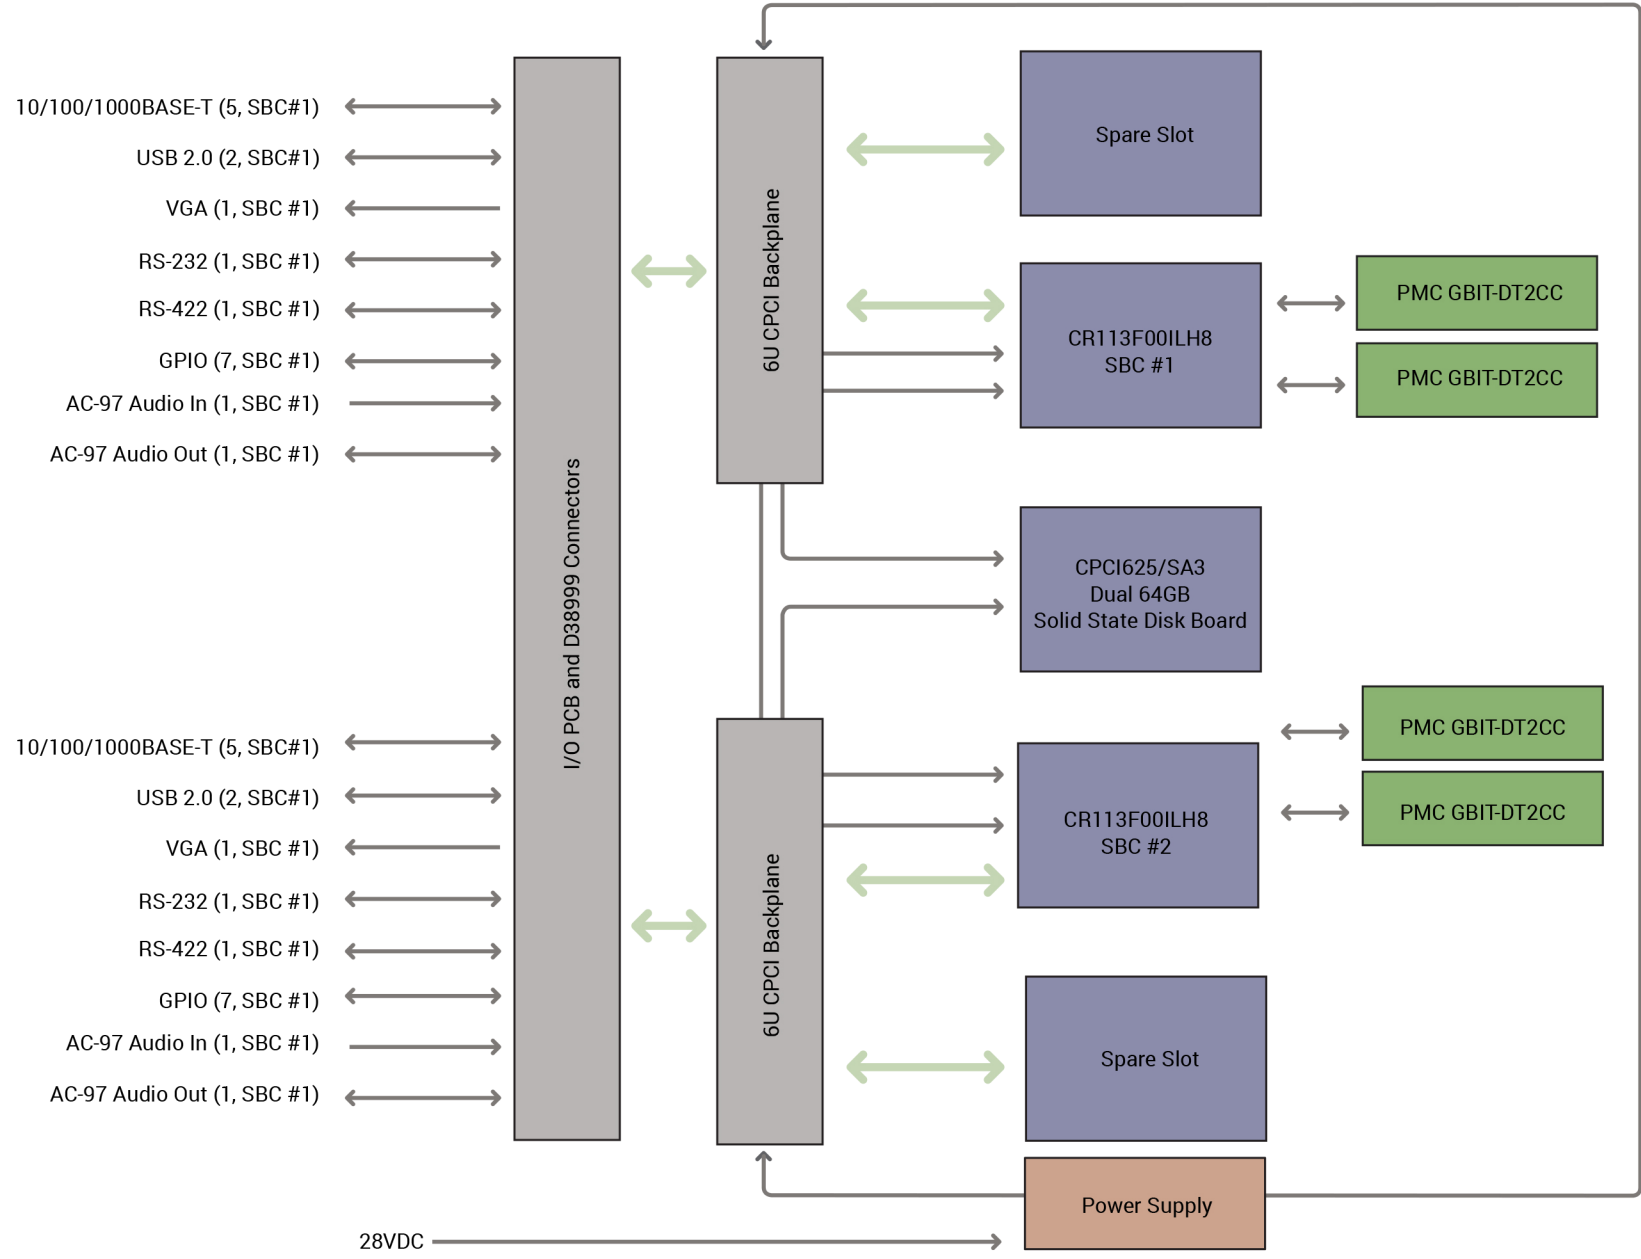 10/100/1000BASE-T (5, SBC#1)
USB 2.0 (2, SBC#1)
VGA (1, SBC #1)
RS-232 (1, SBC #1)
RS-422 (1, SBC #1)
GPIO (7, SBC #1)
AC-97 Audio In (1, SBC #1)
AC-97 Audio Out (1, SBC #1)
10/100/1000BASE-T (5, SBC#1)
USB 2.0 (2, SBC#1)
VGA (1, SBC #1)
RS-232 (1, SBC #1)
RS-422 (1, SBC #1)
GPIO (7, SBC #1)
AC-97 Audio In (1, SBC #1)
AC-97 Audio Out (1, SBC #1)
28VDC
I/O PCB and D38999 Connectors
6U CPCI Backplane
6U CPCI Backplane
Spare Slot
CR113F00ILH8
SBC #1
PMC GBIT-DT2CC
PMC GBIT-DT2CC
CPCI625/SA3
Dual 64GB
Solid State Disk Board
CR113F00ILH8
SBC #2
PMC GBIT-DT2CC
PMC GBIT-DT2CC
Spare Slot
Power Supply